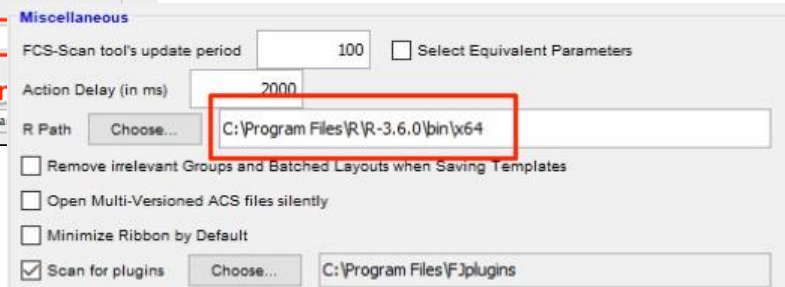 Miscellaneous
FCS-Scan tool's update period 100 Select Equivalent Parameters
Action Delay (in ms) 2000
R Path Choose... C:\Program Files\R\R-3.6.0\bin\x64
Remove irrelevant Groups and Batched Layouts when Saving Templates
Open Multi-Versioned ACS files silently
Minimize Ribbon by Default
Scan for plugins Choose... C:\Program Files\FJplugins